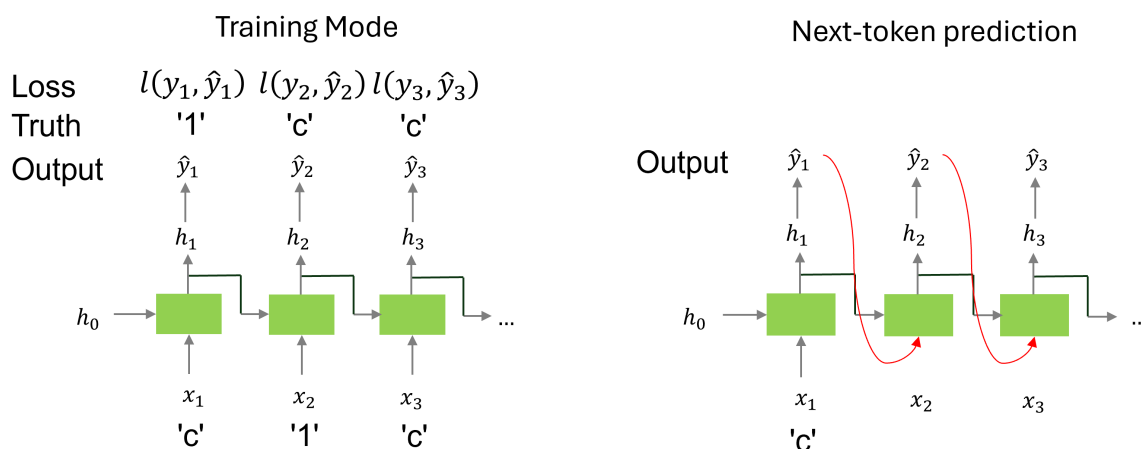 Training Mode
Loss l(y₁, ŷ₁) l(y₂, ŷ₂) l(y₃, ŷ₃)
Truth '1' 'c' 'c'
Output ŷ₁ ŷ₂ ŷ₃
h₁ h₂ h₃
h₀ ...
x₁ x₂ x₃
'c' '1' 'c'
Next-token prediction
Output ŷ₁ ŷ₂ ŷ₃
h₁ h₂ h₃
h₀ ..
x₁ x₂ x₃
'c'